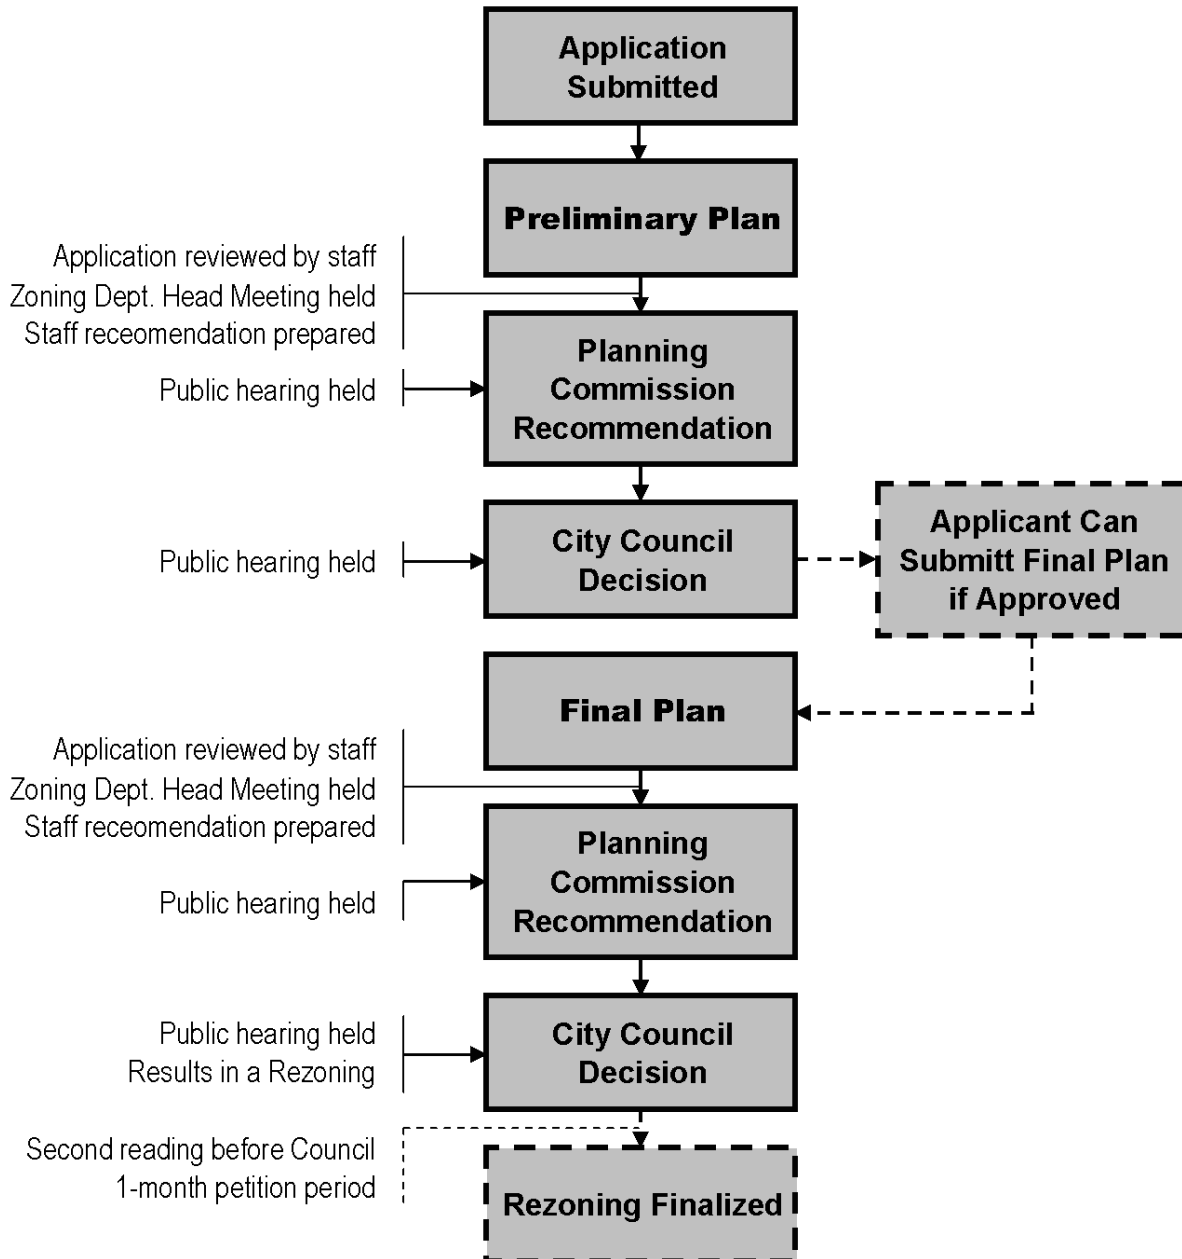 Application
Submitted
Preliminary Plan
Application reviewed by staff
Zoning Dept. Head Meeting held
Staff receomendation prepared
Planning
Commission
Recommendation
Public hearing held
City Council
Decision
Public hearing held
Applicant Can
Submitt Final Plan
if Approved
Final Plan
Application reviewed by staff
Zoning Dept. Head Meeting held
Staff receomendation prepared
Planning
Commission
Recommendation
Public hearing held
City Council
Decision
Public hearing held
Results in a Rezoning
Second reading before Council
1-month petition period
Rezoning Finalized